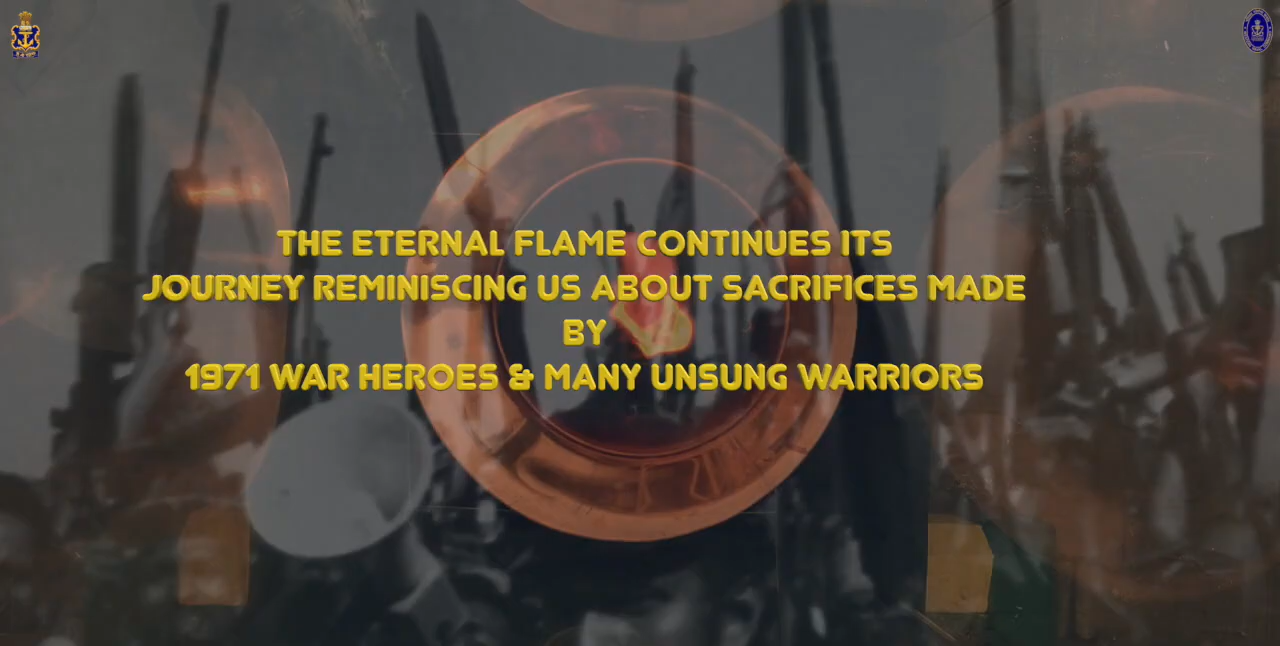 THE ETERNAL FLAME CONTINUES ITS
JOURNEY REMINISCING US ABOUT SACRIFICES MADE
BY
1971 WAR HEROES & MANY UNSUNG WARRIORS